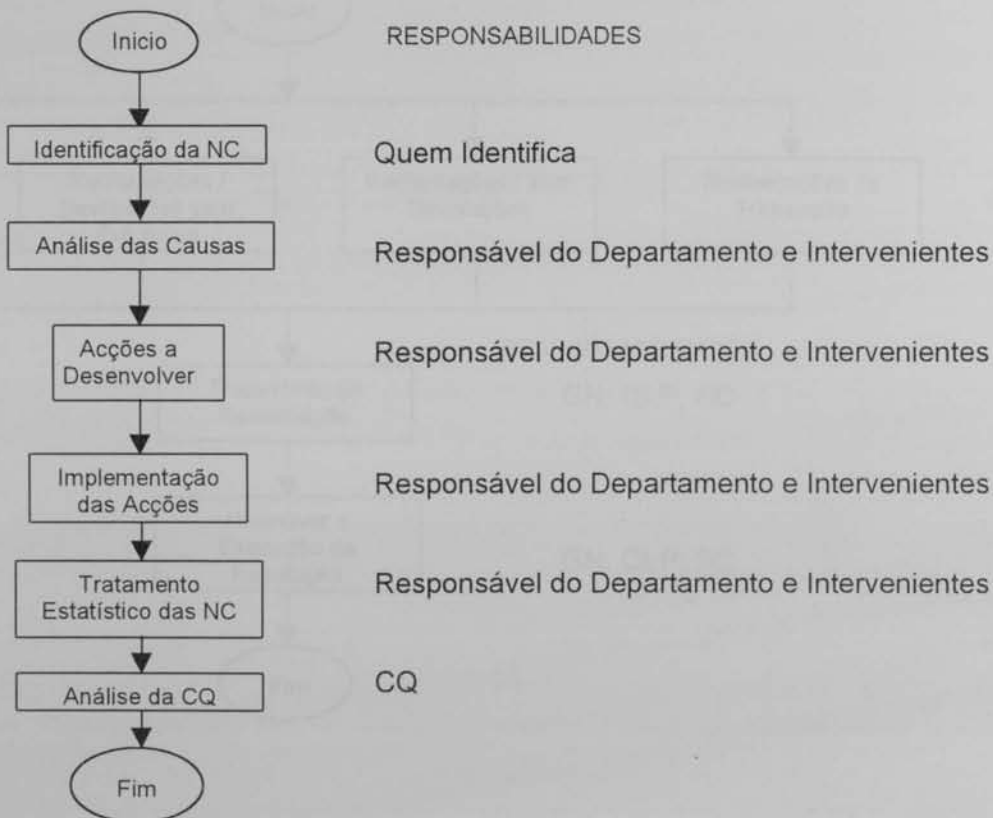 Inicio
RESPONSABILIDADES
Identificação da NC
Quem Identifica
Análise das Causas
Responsável do Departamento e Intervenientes
Acções a
Desenvolver
Responsável do Departamento e Intervenientes
Implementação
das Acções
Responsável do Departamento e Intervenientes
Tratamento
Estatístico das NC
Responsável do Departamento e Intervenientes
Análise da CQ
CQ
Fim